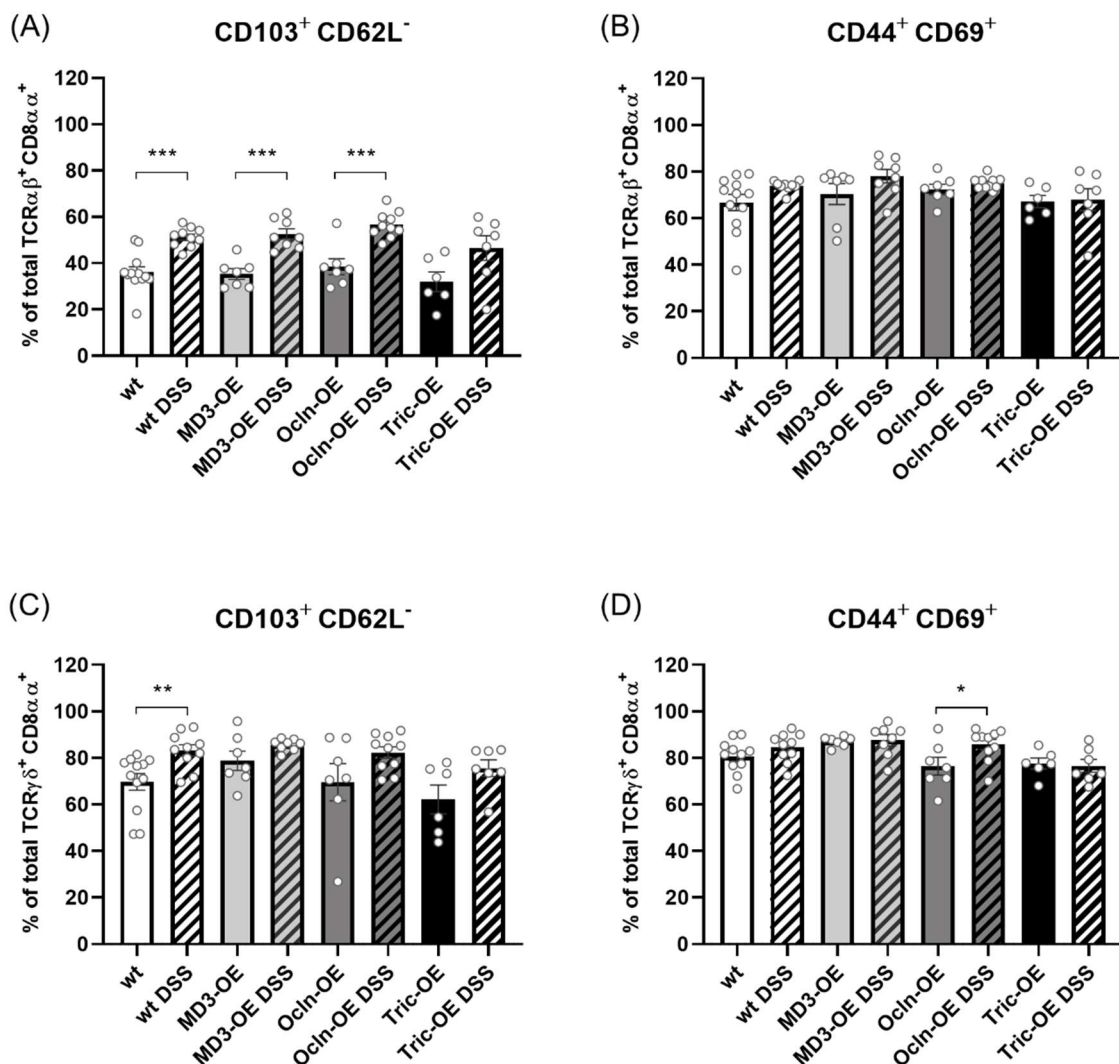 (A)
CD103⁺ CD62L⁻
% of total TCRαβ⁺ CD8αα⁺
120
100
80
60
40
20
0
***
***
***
wt
wt DSS
MD3-OE
MD3-OE DSS
Ocln-OE
Ocln-OE DSS
Tric-OE
Tric-OE DSS
(B)
CD44⁺ CD69⁺
% of total TCRαβ⁺ CD8αα⁺
120
100
80
60
40
20
0
wt
wt DSS
MD3-OE
MD3-OE DSS
Ocln-OE
Ocln-OE DSS
Tric-OE
Tric-OE DSS
(C)
CD103⁺ CD62L⁻
% of total TCRγδ⁺ CD8αα⁺
120
100
80
60
40
20
0
**
wt
wt DSS
MD3-OE
MD3-OE DSS
Ocln-OE
Ocln-OE DSS
Tric-OE
Tric-OE DSS
(D)
CD44⁺ CD69⁺
% of total TCRγδ⁺ CD8αα⁺
120
100
80
60
40
20
0
*
wt
wt DSS
MD3-OE
MD3-OE DSS
Ocln-OE
Ocln-OE DSS
Tric-OE
Tric-OE DSS